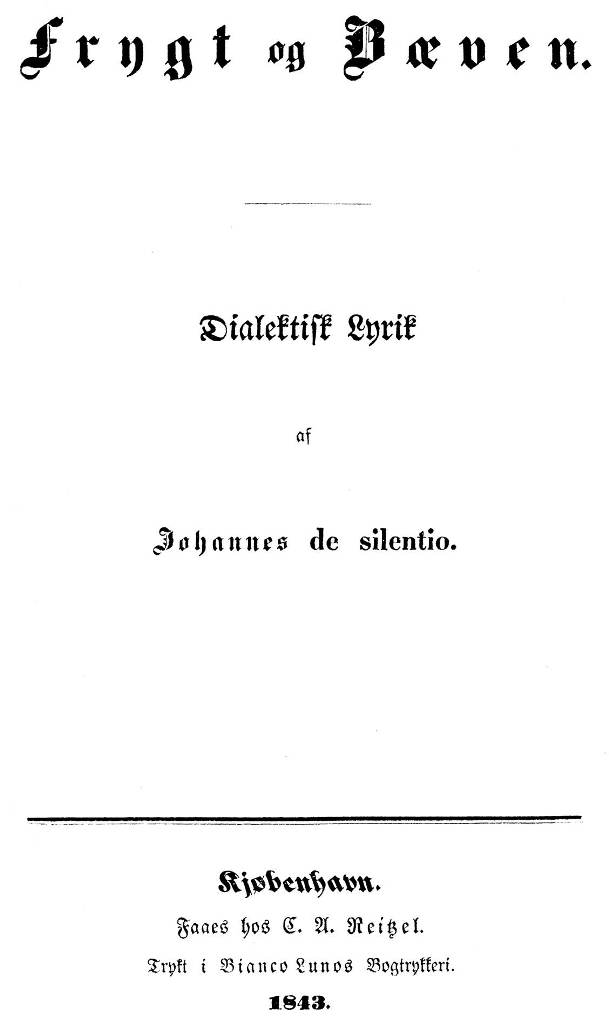 Frygt og Bæven.
Dialektisk Lyrik
af
Johannes de silentio.
Kjøbenhavn.
Faaes hos C. A. Reitzel.
Trykt i Bianco Lunos Bogtrykkeri.
1843.